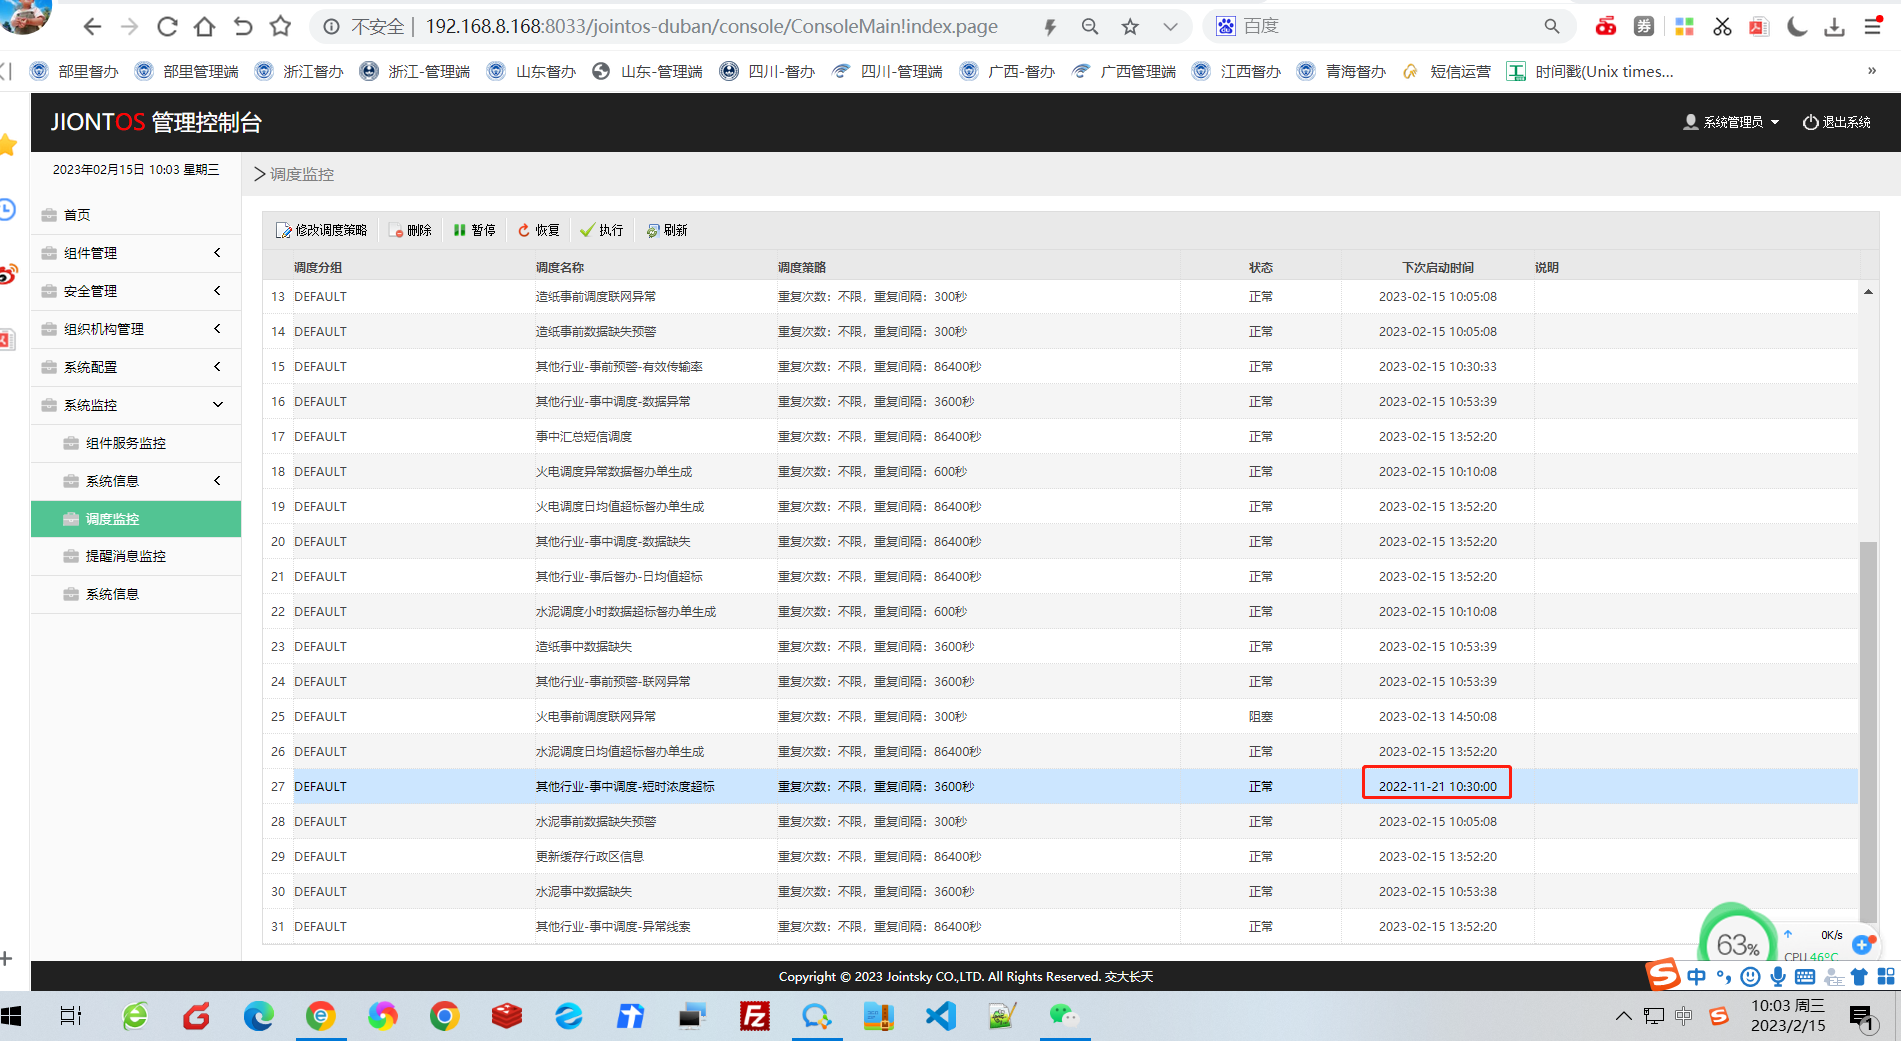 不安全 | 192.168.8.168:8033/jointos-duban/console/ConsoleMain!index.page
百度
券
部里督办 部里管理端 浙江督办 浙江-管理端 山东督办 山东-管理端 四川-督办 四川-管理端 广西-督办 广西管理端 江西督办 青海督办 短信运营 时间戳(Unix times... »
JIONTOS 管理控制台
系统管理员 退出系统
2023年02月15日 10:03 星期三
调度监控
首页
组件管理
安全管理
组织机构管理
系统配置
系统监控
组件服务监控
系统信息
调度监控
提醒消息监控
系统信息
修改调度策略 删除 暂停 恢复 执行 刷新
调度分组 调度名称 调度策略 状态 下次启动时间 说明
13 DEFAULT 造纸事前调度联网异常 重复次数：不限，重复间隔：300秒 正常 2023-02-15 10:05:08
14 DEFAULT 造纸事前数据缺失预警 重复次数：不限，重复间隔：300秒 正常 2023-02-15 10:05:08
15 DEFAULT 其他行业-事前预警-有效传输率 重复次数：不限，重复间隔：86400秒 正常 2023-02-15 10:30:33
16 DEFAULT 其他行业-事中调度-数据异常 重复次数：不限，重复间隔：3600秒 正常 2023-02-15 10:53:39
17 DEFAULT 事中汇总短信调度 重复次数：不限，重复间隔：86400秒 正常 2023-02-15 13:52:20
18 DEFAULT 火电调度异常数据督办单生成 重复次数：不限，重复间隔：600秒 正常 2023-02-15 10:10:08
19 DEFAULT 火电调度日均值超标督办单生成 重复次数：不限，重复间隔：86400秒 正常 2023-02-15 13:52:20
20 DEFAULT 其他行业-事中调度-数据缺失 重复次数：不限，重复间隔：86400秒 正常 2023-02-15 13:52:20
21 DEFAULT 其他行业-事后督办-日均值超标 重复次数：不限，重复间隔：86400秒 正常 2023-02-15 13:52:20
22 DEFAULT 水泥调度小时数据超标督办单生成 重复次数：不限，重复间隔：600秒 正常 2023-02-15 10:10:08
23 DEFAULT 造纸事中数据缺失 重复次数：不限，重复间隔：3600秒 正常 2023-02-15 10:53:39
24 DEFAULT 其他行业-事前预警-联网异常 重复次数：不限，重复间隔：3600秒 正常 2023-02-15 10:53:39
25 DEFAULT 火电事前调度联网异常 重复次数：不限，重复间隔：300秒 阻塞 2023-02-13 14:50:08
26 DEFAULT 水泥调度日均值超标督办单生成 重复次数：不限，重复间隔：86400秒 正常 2023-02-15 13:52:20
27 DEFAULT 其他行业-事中调度-短时浓度超标 重复次数：不限，重复间隔：3600秒 正常 2022-11-21 10:30:00
28 DEFAULT 水泥事前数据缺失预警 重复次数：不限，重复间隔：300秒 正常 2023-02-15 10:05:08
29 DEFAULT 更新缓存行政区信息 重复次数：不限，重复间隔：86400秒 正常 2023-02-15 13:52:20
30 DEFAULT 水泥事中数据缺失 重复次数：不限，重复间隔：3600秒 正常 2023-02-15 10:53:38
31 DEFAULT 其他行业-事中调度-异常线索 重复次数：不限，重复间隔：86400秒 正常 2023-02-15 13:52:20
63% 0K/s
CPU 46°C
Copyright © 2023 Jointsky CO.,LTD. All Rights Reserved. 交大长天
中
中 10:03 周三
2023/2/15
1